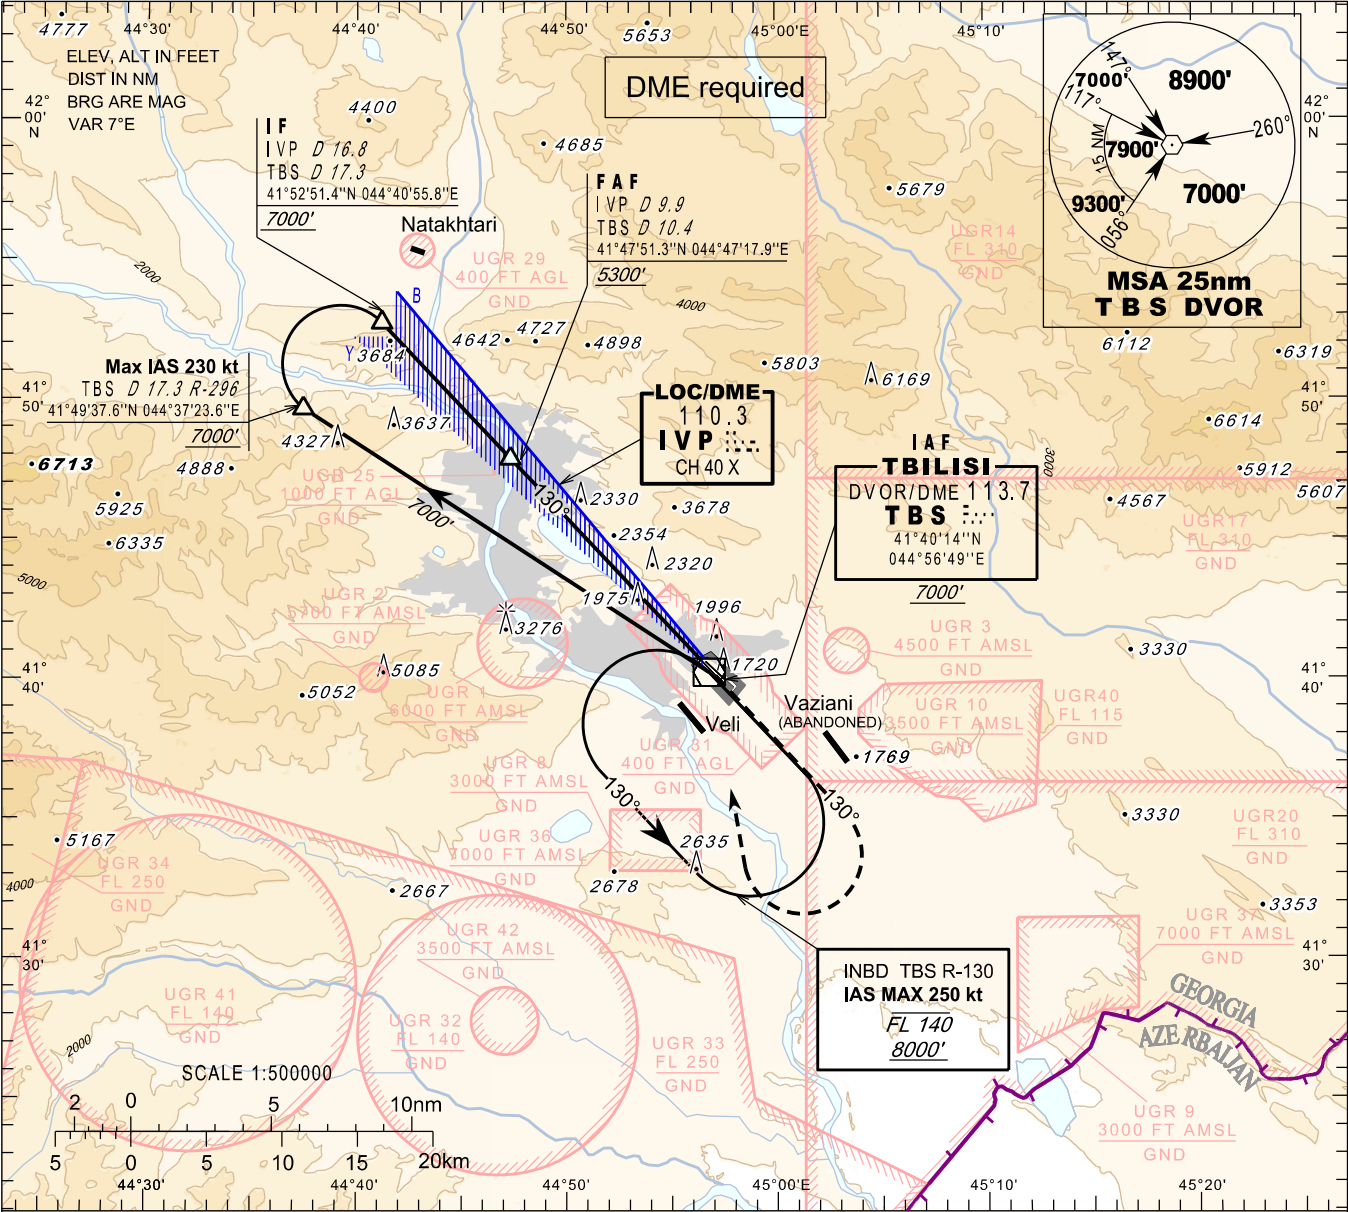 44°30'
44°40'
44°50'
45°00'E
45°10'
4777
5653
ELEV, ALT IN FEET
DIST IN NM
BRG ARE MAG
VAR 7°E
42°
00'
N
42°
00'
N
DME required
147°
7000'
117°
8900'
260°
15 NM
7900'
7000'
9300'
056°
MSA 25nm
TBS DVOR
4400
4685
5679
IF
IVP D 16.8
TBS D 17.3
41°52'51.4"N 044°40'55.8"E
7000'
FAF
IVP D 9.9
TBS D 10.4
41°47'51.3"N 044°47'17.9"E
5300'
Natakhtari
UGR 29
400 FT AGL
GND
UGR14
FL 310
GND
2000
B
4000
Y
3684
4642
4727
4898
5803
6169
6112
6319
Max IAS 230 kt
TBS D 17.3 R-296
41°49'37.6"N 044°37'23.6"E
7000'
41°
50'
41°
50'
LOC/DME
110.3
IVP
CH 40 X
IAF
TBILISI
DVOR/DME 113.7
TBS
41°40'14"N
044°56'49"E
7000'
3000
6614
5912
5607
4567
3637
4327
6713
4888
5925
6335
UGR 25
1000 FT AGL
GND
7000'
130°
2330
2354
3678
2320
UGR17
FL 310
GND
5000
UGR 2
5700 FT AMSL
GND
1975
1996
3276
1720
UGR 3
4500 FT AMSL
GND
3330
41°
40'
41°
40'
5085
5052
UGR 1
6000 FT AMSL
GND
Veli
Vaziani
(ABANDONED)
UGR 10
3500 FT AMSL
GND
UGR40
FL 115
GND
1769
UGR 31
400 FT AGL
GND
UGR 8
3000 FT AMSL
GND
130°
130°
3330
UGR20
FL 310
GND
5167
UGR 34
FL 250
GND
4000
UGR 36
7000 FT AMSL
GND
2635
2678
2667
3353
UGR 37
7000 FT AMSL
GND
41°
30'
41°
30'
UGR 42
3500 FT AMSL
GND
INBD TBS R-130
IAS MAX 250 kt
FL 140
8000'
GEORGIA
AZERBAIJAN
UGR 41
FL 140
GND
UGR 32
FL 140
GND
UGR 33
FL 250
GND
2000
SCALE 1:500000
2
0
5
10nm
5
0
5
10
15
20km
UGR 9
3000 FT AMSL
GND
44°30'
44°50'
45°00'E
45°10'
45°20'